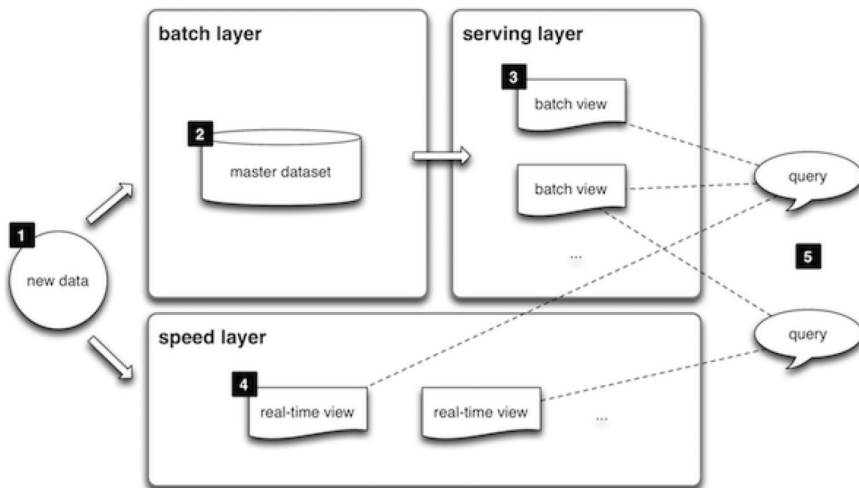 batch layer
serving layer
3
batch view
2
master dataset
batch view
query
1
new data
...
5
speed layer
query
4
real-time view
real-time view
...